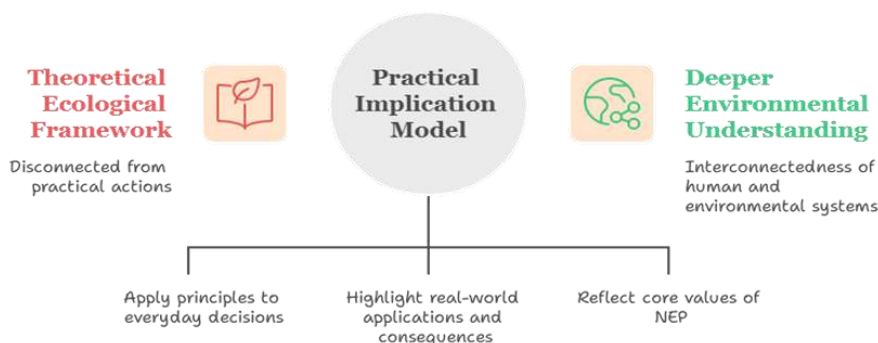 Theoretical
Ecological
Framework
Disconnected from
practical actions
Practical
Implication
Model
Deeper
Environmental
Understanding
Interconnectedness of
human and
environmental systems
Apply principles to
everyday decisions
Highlight real-world
applications and
consequences
Reflect core values of
NEP